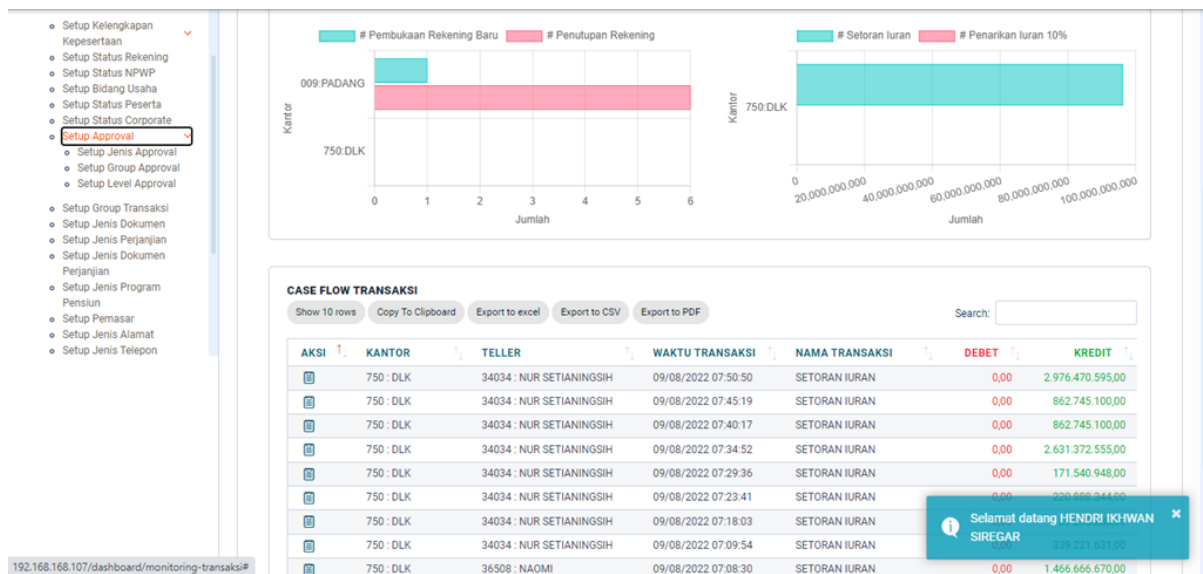 Setup Kelengkapan
Kepesertaan
Setup Status Rekening
Setup Status NPWP
Setup Bidang Usaha
Setup Status Peserta
Setup Status Corporate
Setup Approval
Setup Jenis Approval
Setup Group Approval
Setup Level Approval
Setup Group Transaksi
Setup Jenis Dokumen
Setup Jenis Perjanjian
Setup Jenis Dokumen
Perjanjian
Setup Jenis Program
Pensiun
Setup Pemasar
Setup Jenis Alamat
Setup Jenis Telepon
# Pembukaan Rekening Baru # Penutupan Rekening
Kantor
009:PADANG
750:DLK
0 1 2 3 4 5 6
Jumlah
# Setoran Iuran # Penarikan Iuran 10%
Kantor
750:DLK
0 20,000,000,000 40,000,000,000 60,000,000,000 80,000,000,000 100,000,000,000
Jumlah
CASE FLOW TRANSAKSI
Show 10 rows Copy To Clipboard Export to excel Export to CSV Export to PDF Search:
AKSI KANTOR TELLER WAKTU TRANSAKSI NAMA TRANSAKSI DEBET KREDIT
750 : DLK 34034 : NUR SETIANINGSIH 09/08/2022 07:50:50 SETORAN IURAN 0,00 2.976.470.595,00
750 : DLK 34034 : NUR SETIANINGSIH 09/08/2022 07:45:19 SETORAN IURAN 0,00 862.745.100,00
750 : DLK 34034 : NUR SETIANINGSIH 09/08/2022 07:40:17 SETORAN IURAN 0,00 862.745.100,00
750 : DLK 34034 : NUR SETIANINGSIH 09/08/2022 07:34:52 SETORAN IURAN 0,00 2.631.372.555,00
750 : DLK 34034 : NUR SETIANINGSIH 09/08/2022 07:29:36 SETORAN IURAN 0,00 171.540.948,00
750 : DLK 34034 : NUR SETIANINGSIH 09/08/2022 07:23:41 SETORAN IURAN 0,00
750 : DLK 34034 : NUR SETIANINGSIH 09/08/2022 07:18:03 SETORAN IURAN
750 : DLK 34034 : NUR SETIANINGSIH 09/08/2022 07:09:54 SETORAN IURAN 0,00 339.221.631,00
750 : DLK 36508 : NAOMI 09/08/2022 07:08:30 SETORAN IURAN 0,00 1.466.666.670,00
Selamat datang HENDRI IKHWAN
SIREGAR
192.168.168.107/dashboard/monitoring-transaksi#